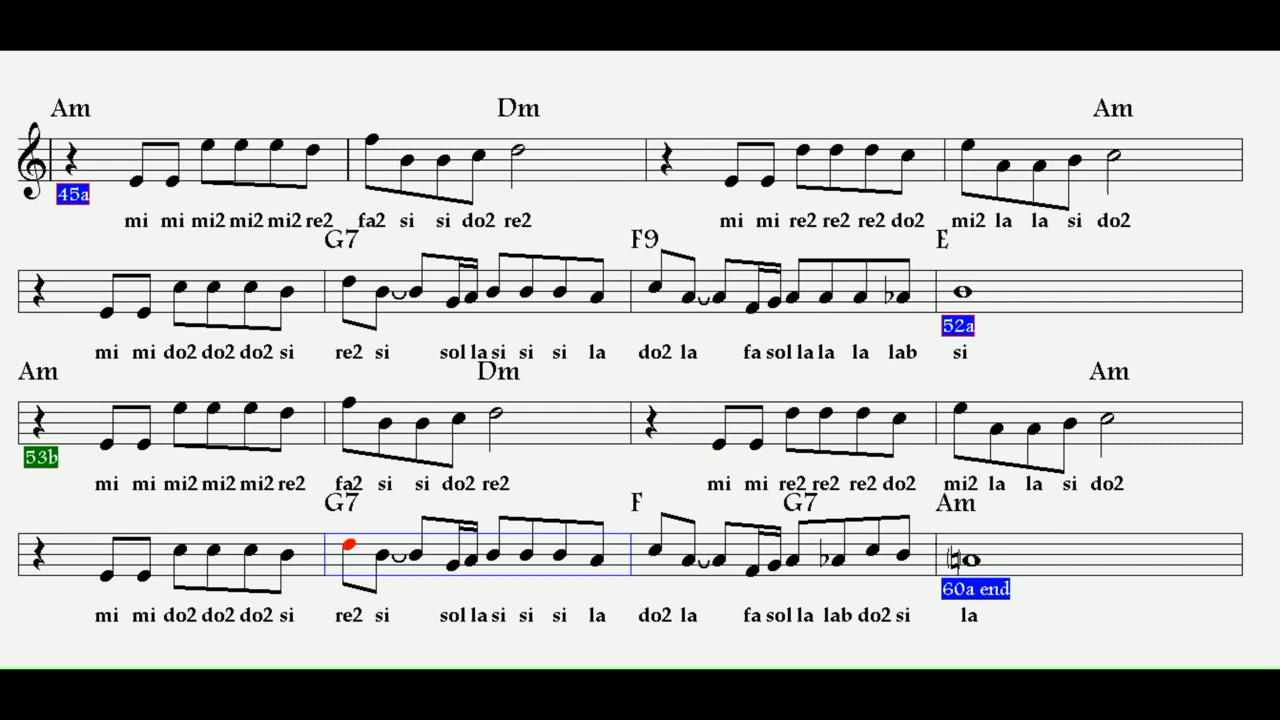 Am Dm Am
45a
mi mi mi2 mi2 mi2 re2 fa2 si si do2 re2 mi mi re2 re2 re2 do2 mi2 la la si do2
G7 F9 E
52a
mi mi do2 do2 do2 si re2 si sol la si si si la do2 la fa sol la la la lab si
Am Dm Am
53b
mi mi mi2 mi2 mi2 re2 fa2 si si do2 re2 mi mi re2 re2 re2 do2 mi2 la la si do2
G7 F G7 Am
60a end
mi mi do2 do2 do2 si re2 si sol la si si si la do2 la fa sol la lab do2 si la